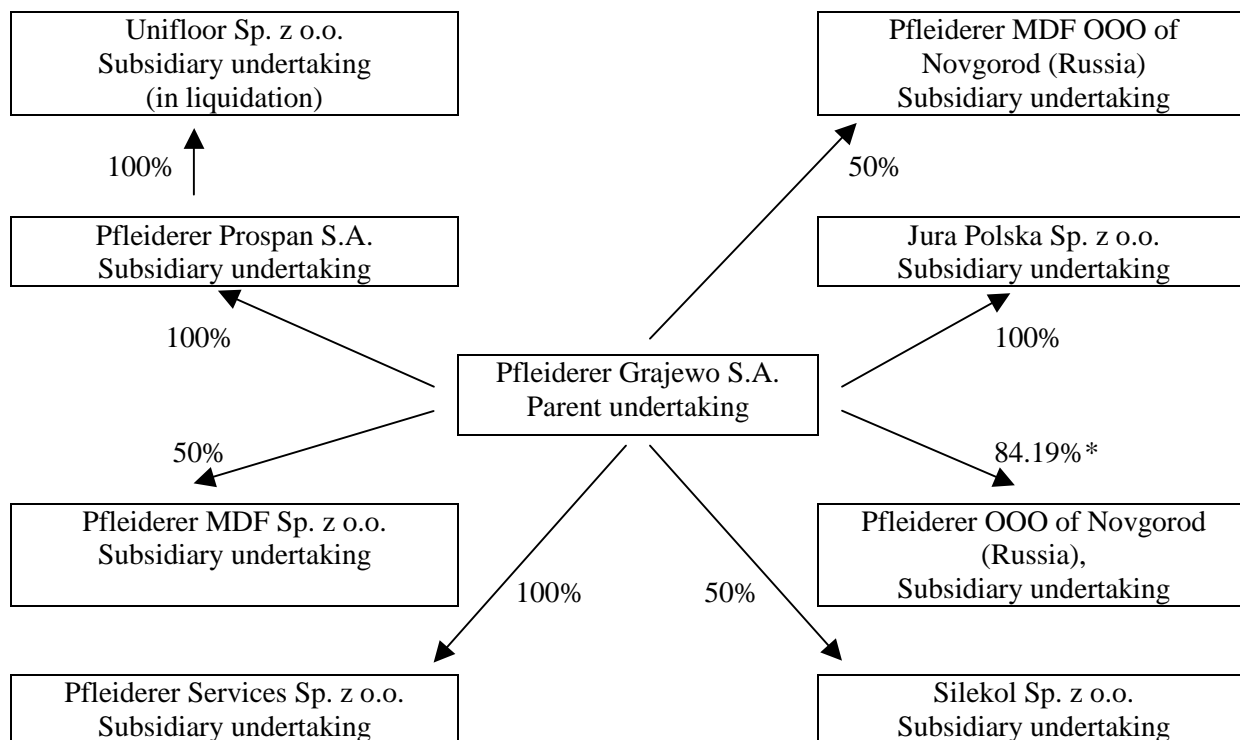 Unifloor Sp. z o.o.
Subsidiary undertaking
(in liquidation)
Pfleiderer MDF OOO of
Novgorod (Russia)
Subsidiary undertaking
100%
50%
Pfleiderer Prospan S.A.
Subsidiary undertaking
Jura Polska Sp. z o.o.
Subsidiary undertaking
100%
100%
Pfleiderer Grajewo S.A.
Parent undertaking
50%
84.19%*
Pfleiderer MDF Sp. z o.o.
Subsidiary undertaking
Pfleiderer OOO of Novgorod
(Russia),
Subsidiary undertaking
100%
50%
Pfleiderer Services Sp. z o.o.
Subsidiary undertaking
Silekol Sp. z o.o.
Subsidiary undertaking